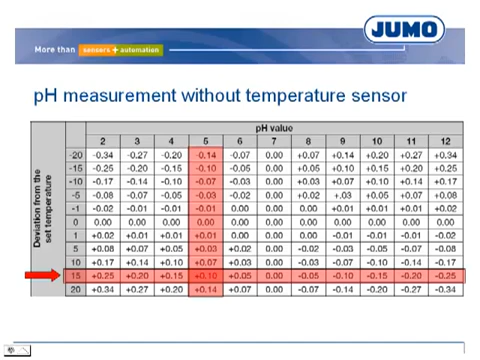 JUMO
More than sensors + automation
pH measurement without temperature sensor
pH value
2 3 4 5 6 7 8 9 10 11 12
Deviation from the set temperature
-20 -0.34 -0.27 -0.20 -0.14 -0.07 0.00 +0.07 +0.14 +0.20 +0.27 +0.34
-15 -0.25 -0.20 -0.15 -0.10 -0.05 0.00 +0.05 +0.10 +0.15 +0.20 +0.25
-10 -0.17 -0.14 -0.10 -0.07 -0.03 0.00 +0.03 +0.07 +0.10 +0.14 +0.17
-5 -0.08 -0.07 -0.05 -0.03 -0.02 0.00 +0.02 +.03 +0.05 +0.07 +0.08
-1 -0.02 -0.01 -0.01 -0.01 0.00 0.00 0.00 +0.01 +0.01 +0.01 +0.02
0 0.00 0.00 0.00 0.00 0.00 0.00 0.00 0.00 0.00 0.00 0.00
1 +0.02 +0.01 +0.01 +0.01 0.00 0.00 0.00 -0.01 -0.01 -0.01 -0.02
5 +0.08 +0.07 +0.05 +0.03 +0.02 0.00 -0.02 -0.03 -0.05 -0.07 -0.08
10 +0.17 +0.14 +0.10 +0.07 +0.03 0.00 -0.03 -0.07 -0.10 -0.14 -0.17
15 +0.25 +0.20 +0.15 +0.10 +0.05 0.00 -0.05 -0.10 -0.15 -0.20 -0.25
20 +0.34 +0.27 +0.20 +0.14 +0.07 0.00 -0.07 -0.14 -0.20 -0.27 -0.34